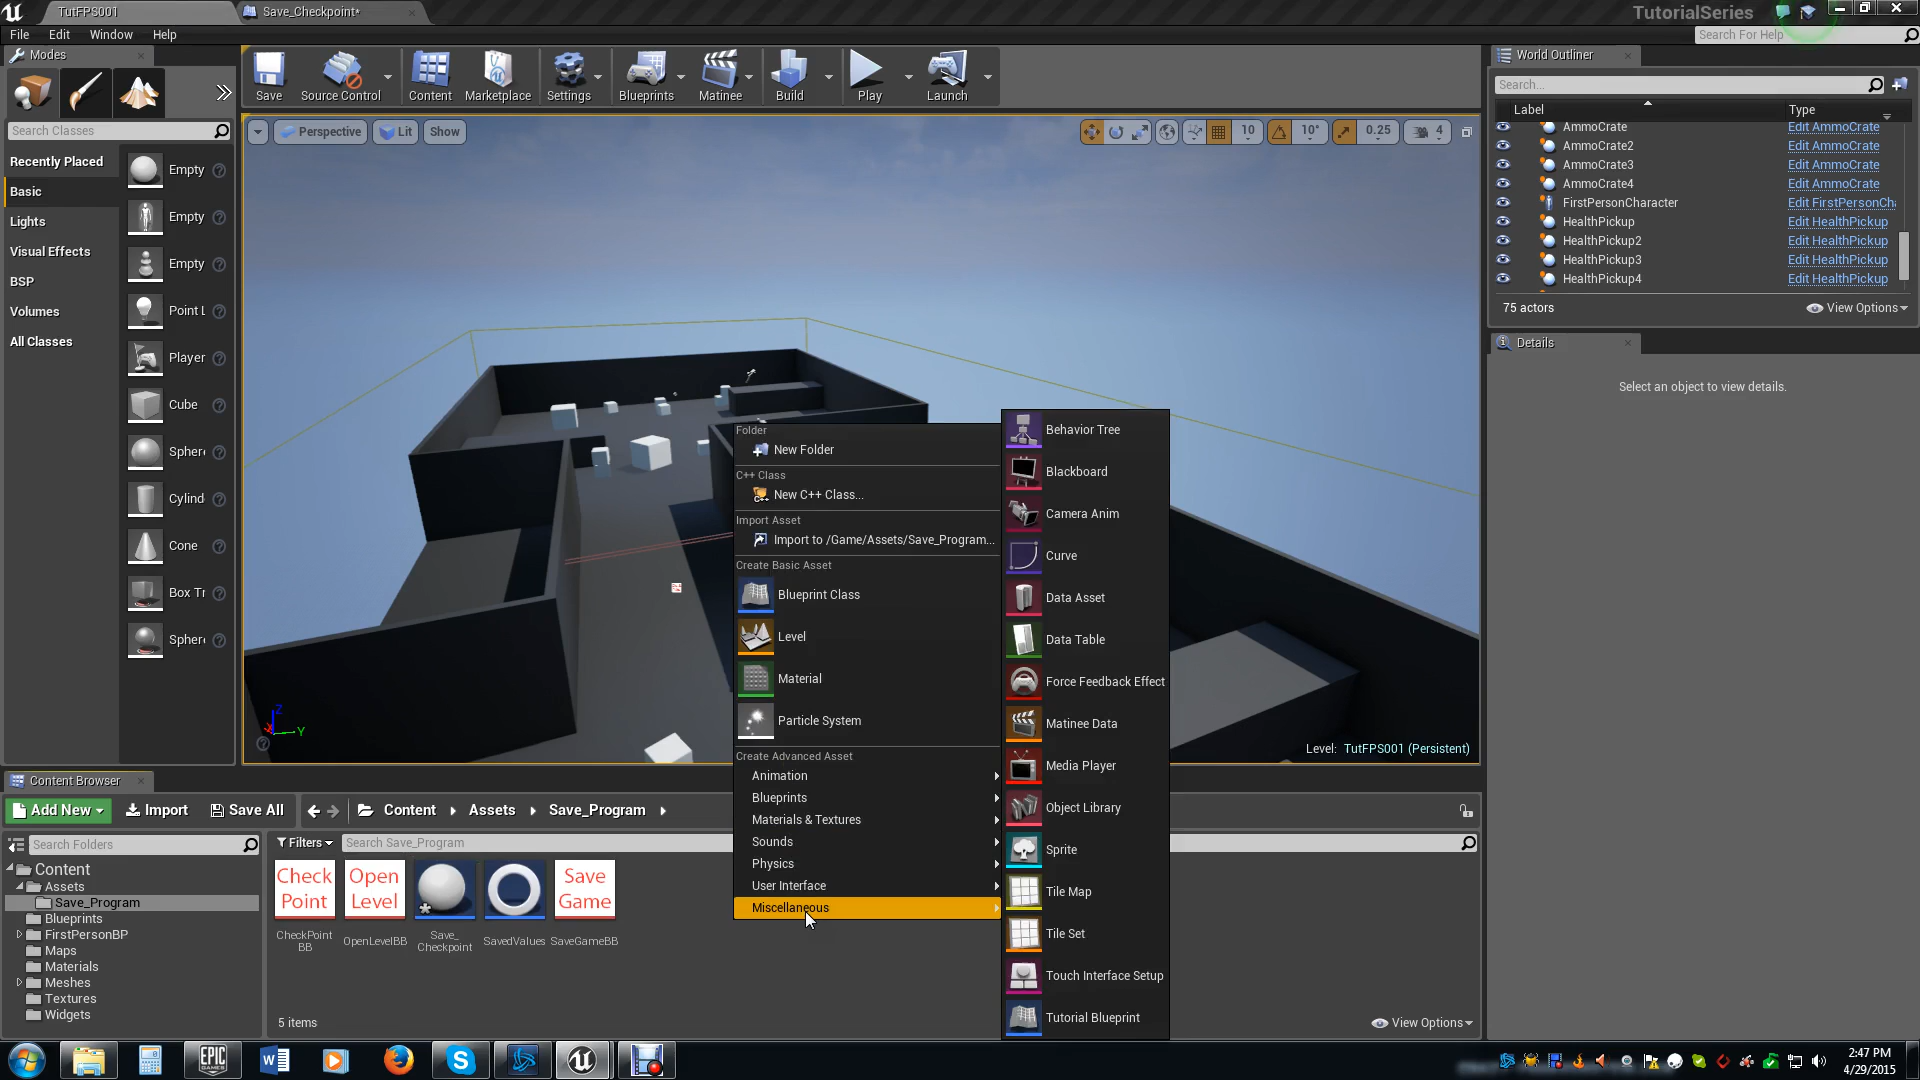 TutFPS001
Save_Checkpoint*
TutorialSeries
File Edit Window Help
Search For Help
Modes
Save
Source Control
Content
Marketplace
Settings
Blueprints
Matinee
Build
Play
Launch
World Outliner
Search...
Label
Type
Search Classes
Perspective
Lit
Show
10
10°
0.25
4
AmmoCrate Edit AmmoCrate
AmmoCrate2 Edit AmmoCrate
AmmoCrate3 Edit AmmoCrate
AmmoCrate4 Edit AmmoCrate
FirstPersonCharacter Edit FirstPersonCh
HealthPickup Edit HealthPickup
HealthPickup2 Edit HealthPickup
HealthPickup3 Edit HealthPickup
HealthPickup4 Edit HealthPickup
75 actors
View Options
Details
Select an object to view details.
Recently Placed
Basic
Lights
Visual Effects
BSP
Volumes
All Classes
Empty
Empty
Empty
Point L
Player
Cube
Sphere
Cylind
Cone
Box Tr
Sphere
Z
X
Y
Level: TutFPS001 (Persistent)
Folder
New Folder
C++ Class
New C++ Class...
Import Asset
Import to /Game/Assets/Save_Program...
Create Basic Asset
Blueprint Class
Level
Material
Particle System
Create Advanced Asset
Animation
Blueprints
Materials & Textures
Sounds
Physics
User Interface
Miscellaneous
Behavior Tree
Blackboard
Camera Anim
Curve
Data Asset
Data Table
Force Feedback Effect
Matinee Data
Media Player
Object Library
Sprite
Tile Map
Tile Set
Touch Interface Setup
Tutorial Blueprint
Content Browser
Add New
Import
Save All
Content
Assets
Save_Program
Search Folders
Filters
Search Save_Program
Content
Assets
Save_Program
Blueprints
FirstPersonBP
Maps
Materials
Meshes
Textures
Widgets
Check
Point
Open
Level
Save
Game
CheckPoint
BB
OpenLevelBB
Save_
Checkpoint
SavedValues
SaveGameBB
5 items
View Options
EPIC
GAMES
2:47 PM
4/29/2015